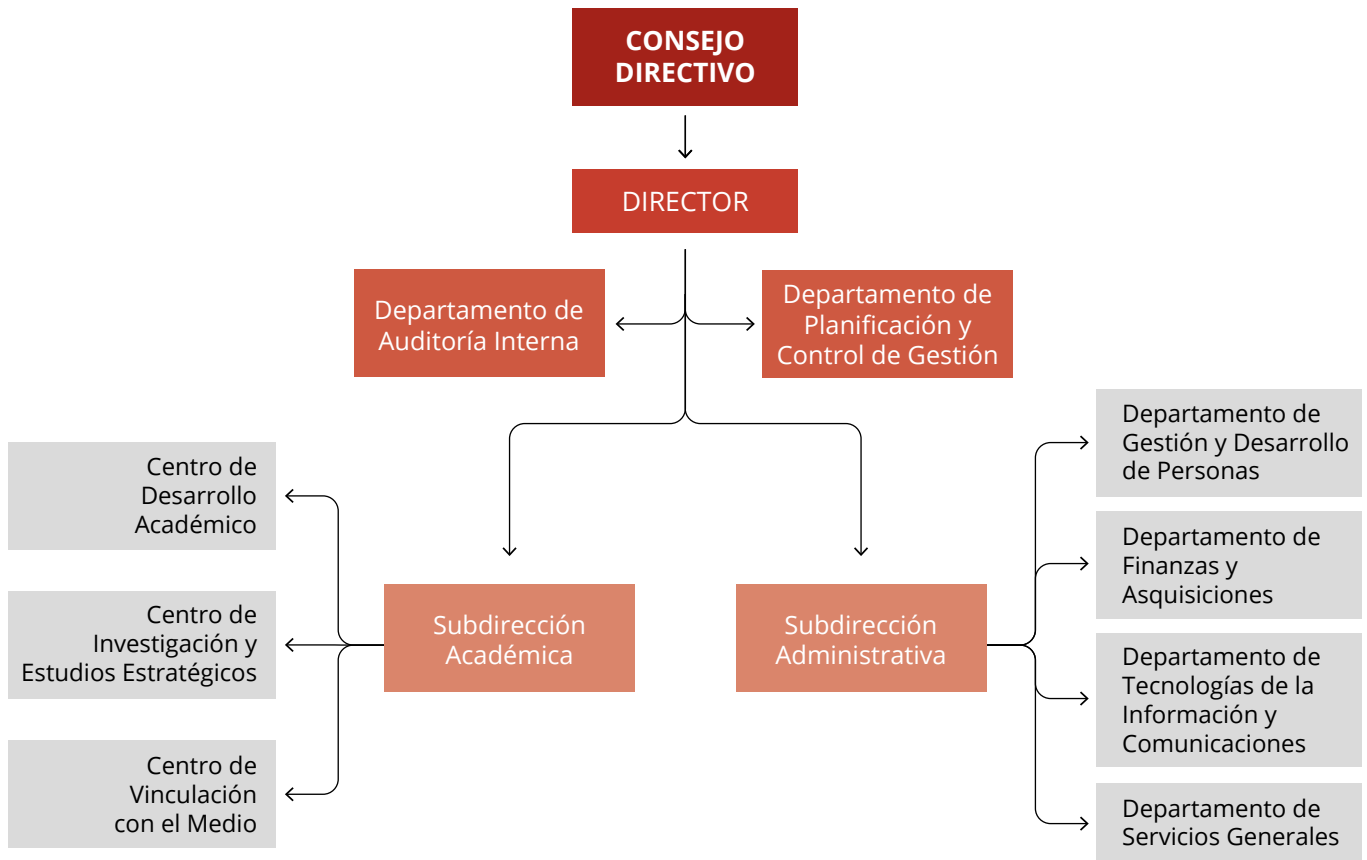 CONSEJO
DIRECTIVO
DIRECTOR
Departamento de
Auditoría Interna
Departamento de
Planificación y
Control de Gestión
Centro de
Desarrollo
Académico
Centro de
Investigación y
Estudios Estratégicos
Centro de
Vinculación
con el Medio
Subdirección
Académica
Subdirección
Administrativa
Departamento de
Gestión y Desarrollo
de Personas
Departamento de
Finanzas y
Asquisiciones
Departamento de
Tecnologías de la
Información y
Comunicaciones
Departamento de
Servicios Generales